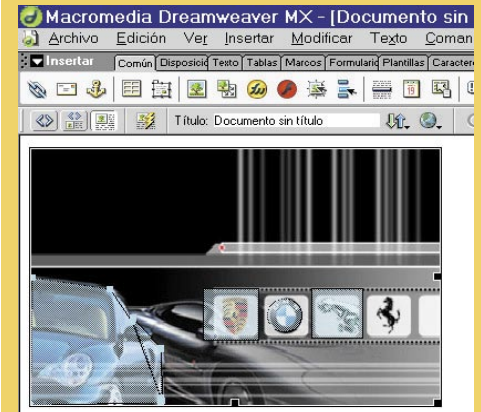 Macromedia Dreamweaver MX - [Documento sin
Archivo Edición Ver Insertar Modificar Texto Coman
Insertar Común Disposició Texto Tablas Marcos Formulario Plantillas Caracter
Título: Documento sin título